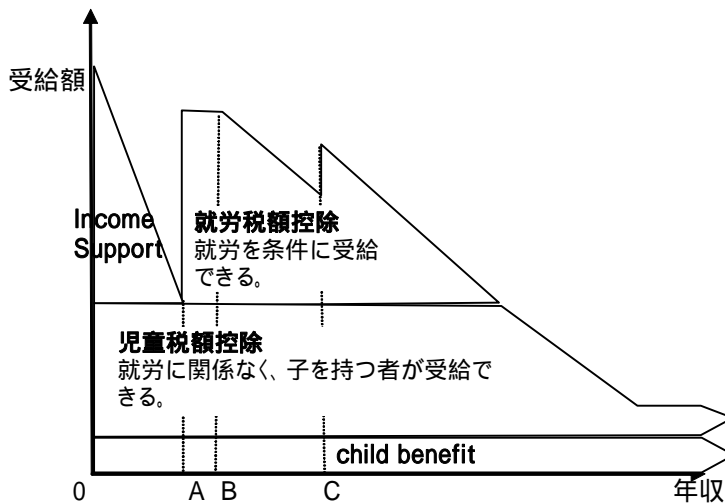 受給額
Income
Support
就労税額控除
就労を条件に受給
できる。
児童税額控除
就労に関係なく、子を持つ者が受給で
きる。
child benefit
0 A B C 年収